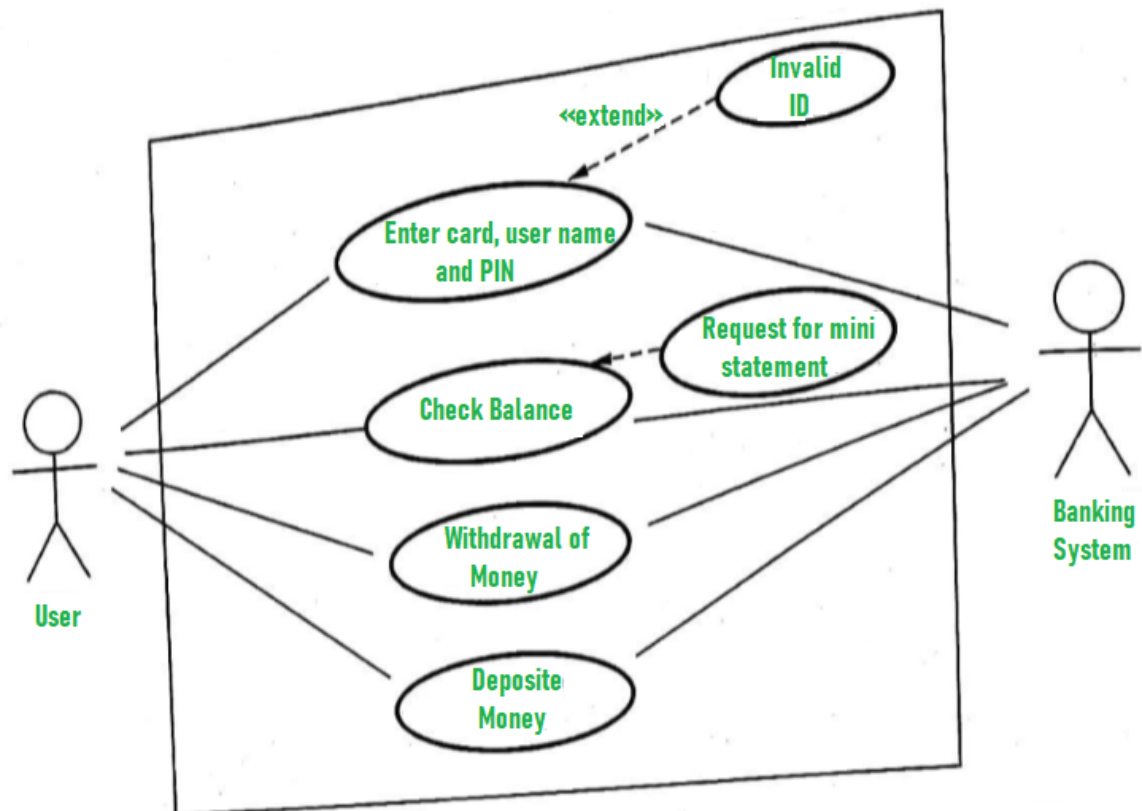 Invalid
ID
«extend»
Enter card, user name
and PIN
Request for mini
statement
Check Balance
Withdrawal of
Money
Deposite
Money
User
Banking
System